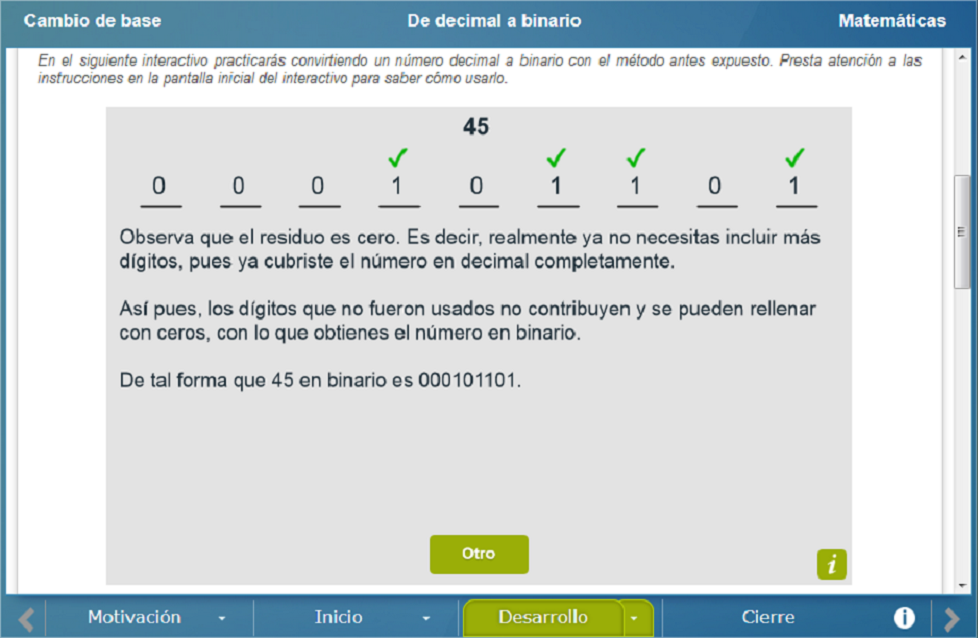 Cambio de base De decimal a binario Matemáticas
En el siguiente interactivo practicarás convirtiendo un número decimal a binario con el método antes expuesto. Presta atención a las
instrucciones en la pantalla inicial del interactivo para saber cómo usarlo.
45
0 0 0 1 0 1 1 0 1
Observa que el residuo es cero. Es decir, realmente ya no necesitas incluir más
dígitos, pues ya cubriste el número en decimal completamente.
Así pues, los dígitos que no fueron usados no contribuyen y se pueden rellenar
con ceros, con lo que obtienes el número en binario.
De tal forma que 45 en binario es 000101101.
Otro
i
Motivación Inicio Desarrollo Cierre i